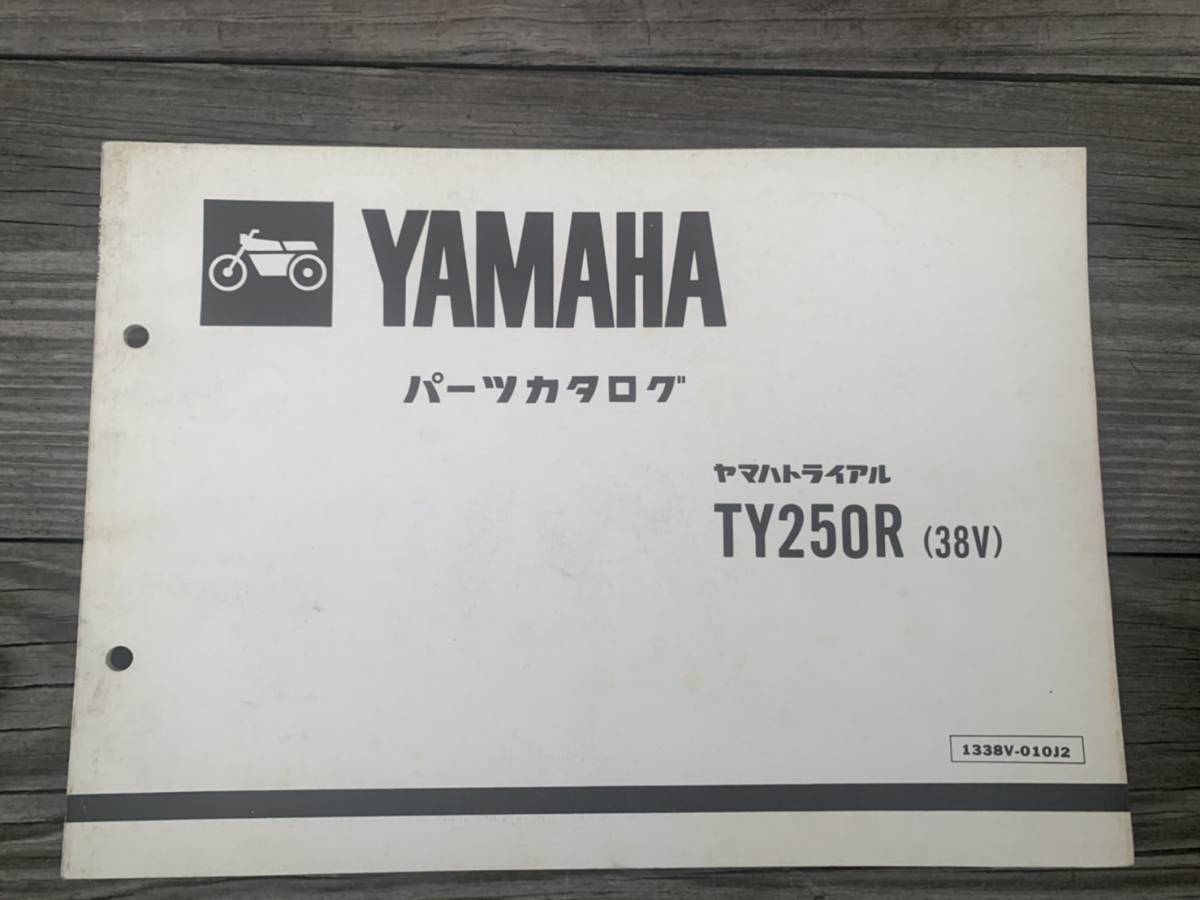 YAMAHA
パーツカタログ
ヤマハトライアル
TY250R (38V)
1338V-010J2